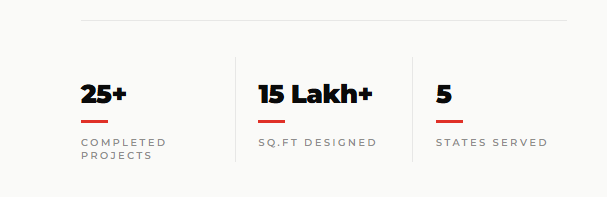 25+
COMPLETED
PROJECTS
15 Lakh+
SQ.FT DESIGNED
5
STATES SERVED